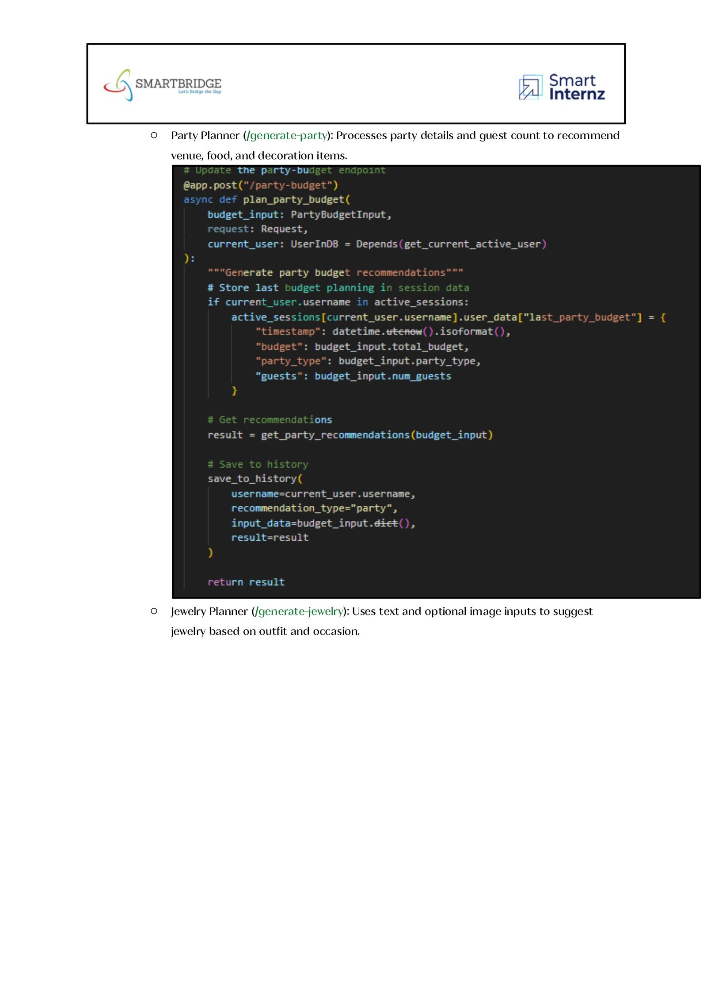 SMARTBRIDGE
Let's Bridge the Gap
Smart
Internz
○ Party Planner (/generate-party): Processes party details and guest count to recommend
venue, food, and decoration items.
# Update the party-budget endpoint
@app.post("/party-budget")
async def plan_party_budget(
    budget_input: PartyBudgetInput,
    request: Request,
    current_user: UserInDB = Depends(get_current_active_user)
):
    """Generate party budget recommendations"""
    # Store last budget planning in session data
    if current_user.username in active_sessions:
        active_sessions[current_user.username].user_data["last_party_budget"] = {
            "timestamp": datetime.utcnow().isoformat(),
            "budget": budget_input.total_budget,
            "party_type": budget_input.party_type,
            "guests": budget_input.num_guests
        }
    # Get recommendations
    result = get_party_recommendations(budget_input)
    # Save to history
    save_to_history(
        username=current_user.username,
        recommendation_type="party",
        input_data=budget_input.dict(),
        result=result
    )
    return result
○ Jewelry Planner (/generate-jewelry): Uses text and optional image inputs to suggest
jewelry based on outfit and occasion.